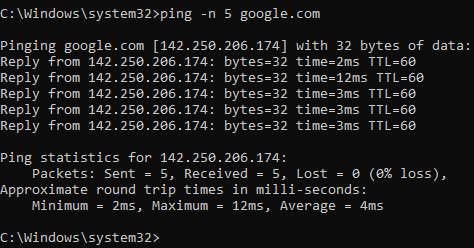 C:\Windows\system32>ping -n 5 google.com
Pinging google.com [142.250.206.174] with 32 bytes of data:
Reply from 142.250.206.174: bytes=32 time=2ms TTL=60
Reply from 142.250.206.174: bytes=32 time=12ms TTL=60
Reply from 142.250.206.174: bytes=32 time=3ms TTL=60
Reply from 142.250.206.174: bytes=32 time=3ms TTL=60
Reply from 142.250.206.174: bytes=32 time=3ms TTL=60
Ping statistics for 142.250.206.174:
    Packets: Sent = 5, Received = 5, Lost = 0 (0% loss),
Approximate round trip times in milli-seconds:
    Minimum = 2ms, Maximum = 12ms, Average = 4ms
C:\Windows\system32>